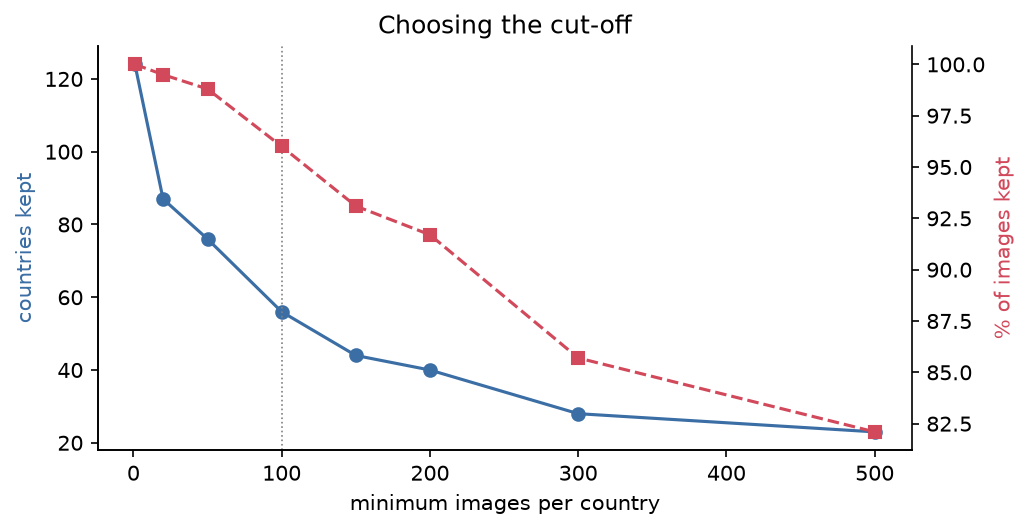 Choosing the cut-off
countries kept
120
100
80
60
40
20
100.0
97.5
95.0
92.5
90.0
87.5
85.0
82.5
% of images kept
0 100 200 300 400 500
minimum images per country